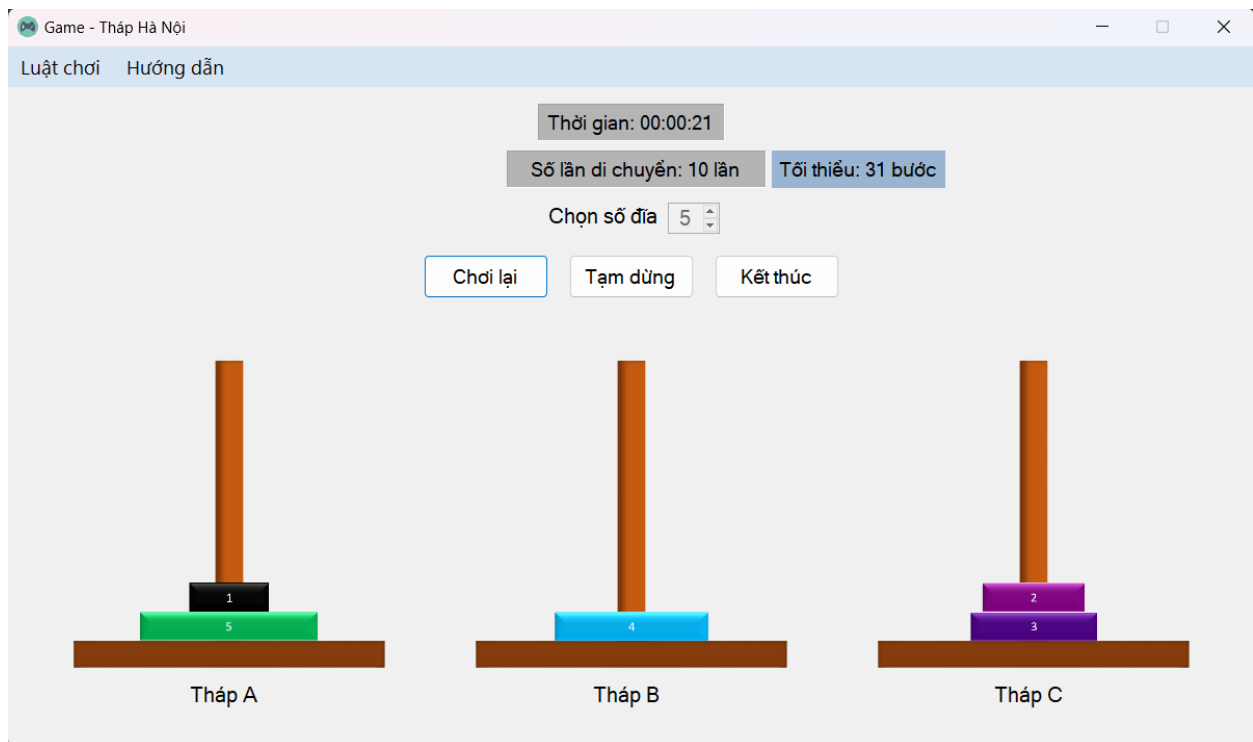 Game - Tháp Hà Nội
Luật chơi Hướng dẫn
Thời gian: 00:00:21
Số lần di chuyển: 10 lần Tối thiểu: 31 bước
Chọn số đĩa 5
Chơi lại Tạm dừng Kết thúc
1 2
5 4 3
Tháp A Tháp B Tháp C